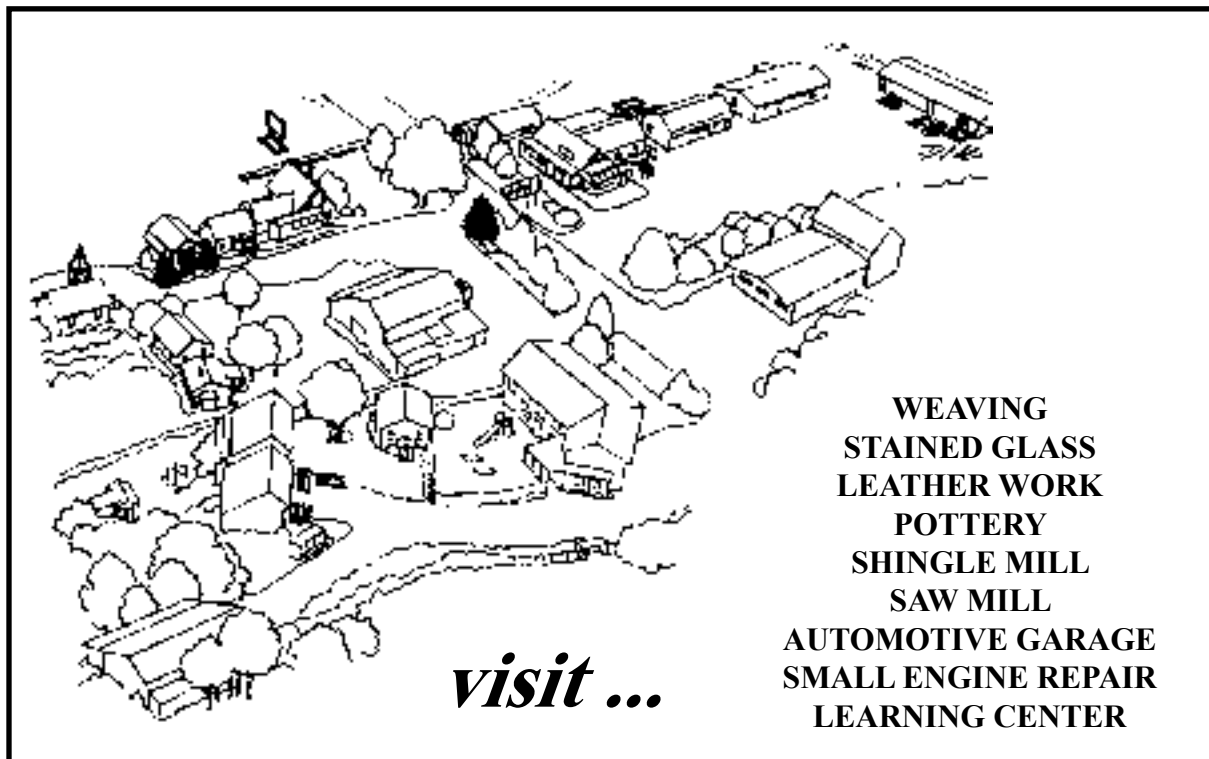 WEAVING
STAINED GLASS
LEATHER WORK
POTTERY
SHINGLE MILL
SAW MILL
AUTOMOTIVE GARAGE
SMALL ENGINE REPAIR
LEARNING CENTER
visit ...